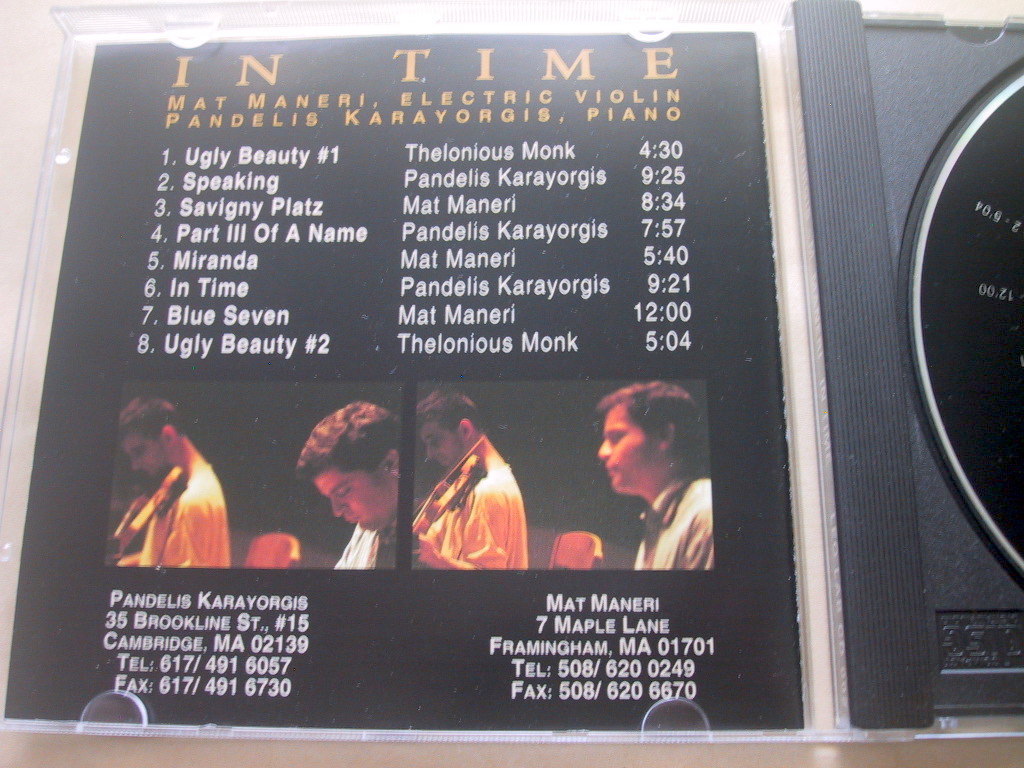 IN TIME
MAT MANERI, ELECTRIC VIOLIN
PANDELIS KARAYORGIS, PIANO
1. Ugly Beauty #1 Thelonious Monk 4:30
2. Speaking Pandelis Karayorgis 9:25
3. Savigny Platz Mat Maneri 8:34
4. Part III Of A Name Pandelis Karayorgis 7:57
5. Miranda Mat Maneri 5:40
6. In Time Pandelis Karayorgis 9:21
7. Blue Seven Mat Maneri 12:00
8. Ugly Beauty #2 Thelonious Monk 5:04
PANDELIS KARAYORGIS
35 BROOKLINE ST., #15
CAMBRIDGE, MA 02139
TEL: 617/ 491 6057
FAX: 617/ 491 6730
MAT MANERI
7 MAPLE LANE
FRAMINGHAM, MA 01701
TEL: 508/ 620 0249
FAX: 508/ 620 6670
2 - 5:04
- 12:00